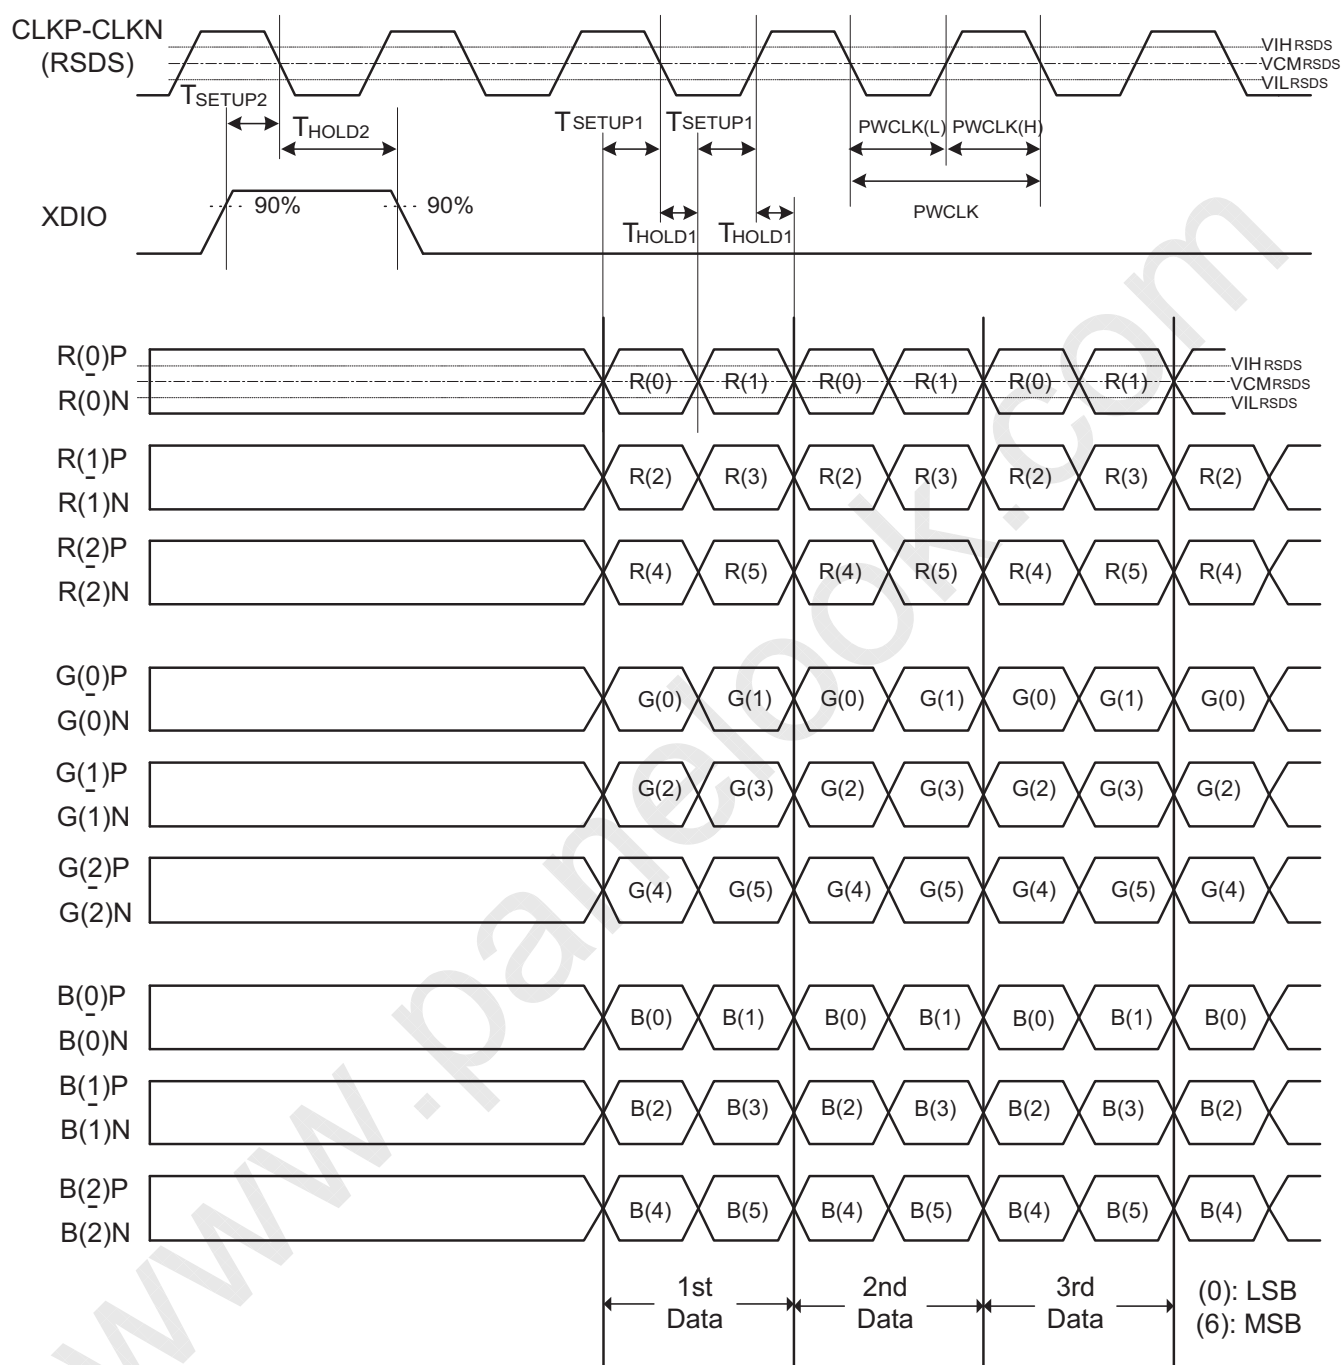 CLKP-CLKN
(RSDS)
VIHRSDS
VCMRSDS
VILRSDS
TSETUP2
THOLD2
TSETUP1
TSETUP1
PWCLK(L)
PWCLK(H)
PWCLK
XDIO
90%
90%
THOLD1
THOLD1
R(0)P
-
R(0)N
R(0) R(1) R(0) R(1) R(0) R(1)
VIHRSDS
VCMRSDS
VILRSDS
R(1)P
-
R(1)N
R(2) R(3) R(2) R(3) R(2) R(3) R(2)
R(2)P
-
R(2)N
R(4) R(5) R(4) R(5) R(4) R(5) R(4)
G(0)P
-
G(0)N
G(0) G(1) G(0) G(1) G(0) G(1) G(0)
G(1)P
-
G(1)N
G(2) G(3) G(2) G(3) G(2) G(3) G(2)
G(2)P
-
G(2)N
G(4) G(5) G(4) G(5) G(4) G(5) G(4)
B(0)P
-
B(0)N
B(0) B(1) B(0) B(1) B(0) B(1) B(0)
B(1)P
-
B(1)N
B(2) B(3) B(2) B(3) B(2) B(3) B(2)
B(2)P
-
B(2)N
B(4) B(5) B(4) B(5) B(4) B(5) B(4)
1st
Data
2nd
Data
3rd
Data
(0): LSB
(6): MSB
www.panelook.com